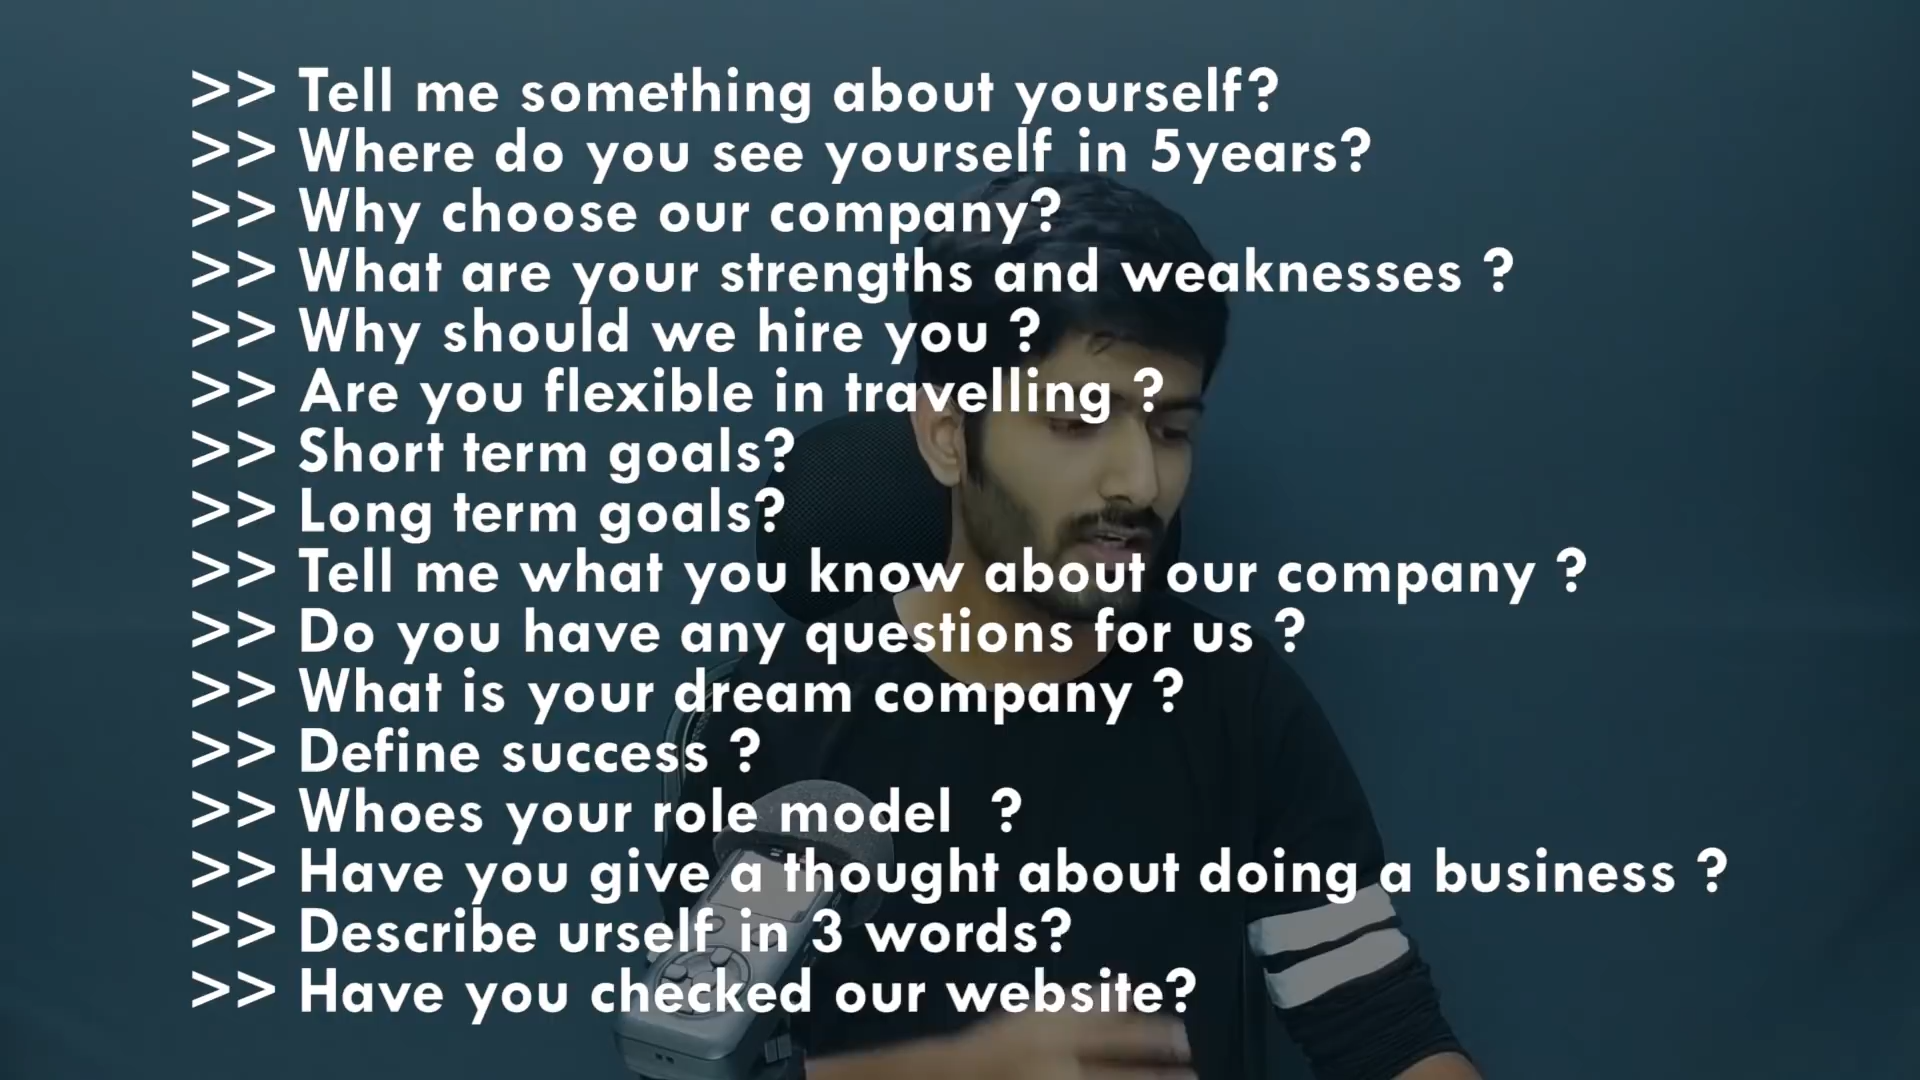 >> Tell me something about yourself?
>> Where do you see yourself in 5years?
>> Why choose our company?
>> What are your strengths and weaknesses ?
>> Why should we hire you ?
>> Are you flexible in travelling ?
>> Short term goals?
>> Long term goals?
>> Tell me what you know about our company ?
>> Do you have any questions for us ?
>> What is your dream company ?
>> Define success ?
>> Whoes your role model  ?
>> Have you give a thought about doing a business ?
>> Describe urself in 3 words?
>> Have you checked our website?